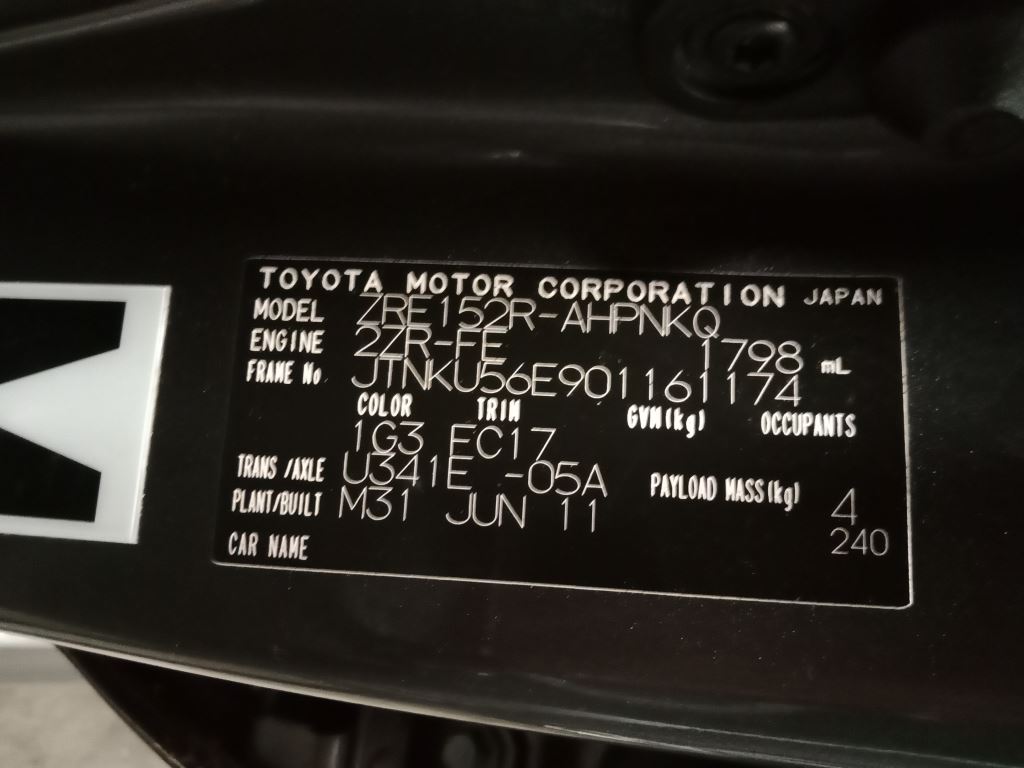 TOYOTA MOTOR CORPORATION JAPAN
MODEL ZRE152R-AHPNKQ
ENGINE 2ZR-FE 1798 mL
FRAME No JTNKU56E901161174
COLOR TRIM GVM(kg) OCCUPANTS
1G3 EC17
TRANS/AXLE U341E -05A PAYLOAD MASS(kg) 4
PLANT/BUILT M31 JUN 11 240
CAR NAME